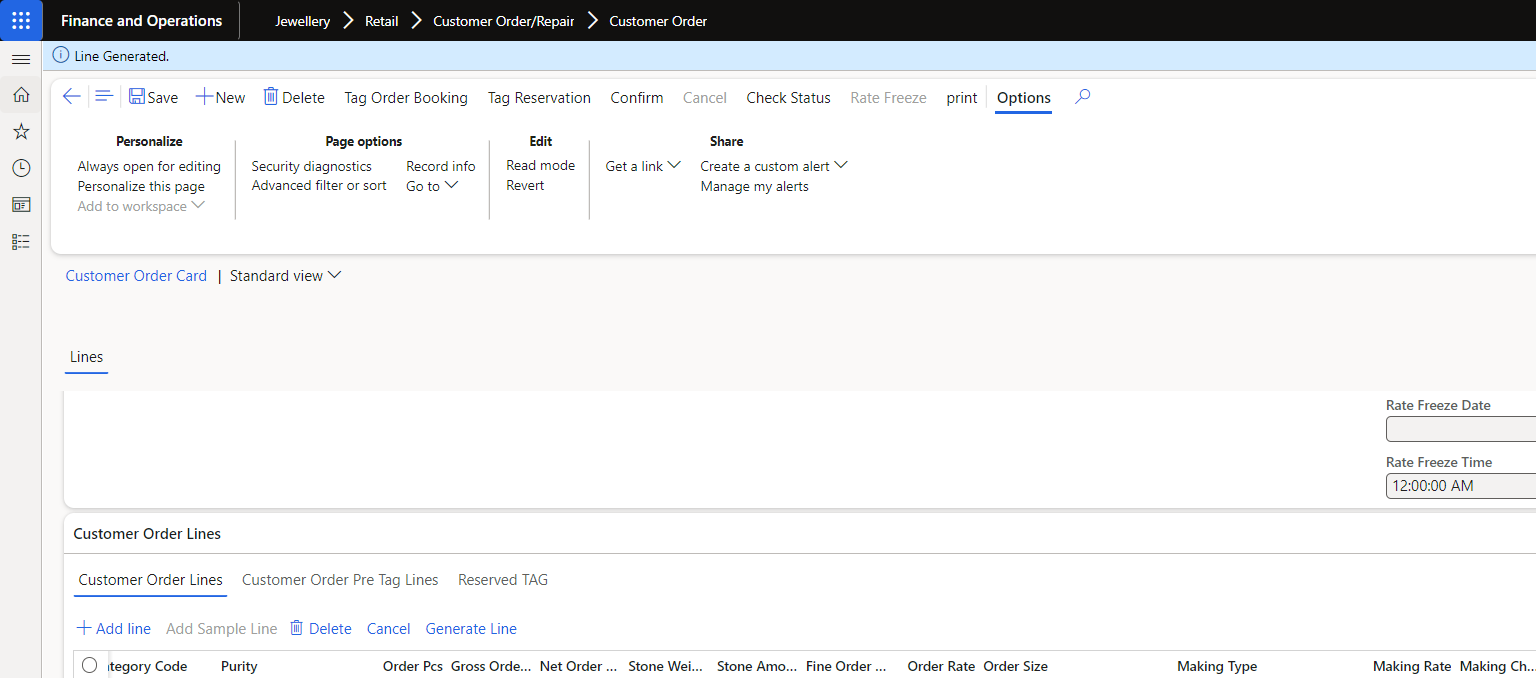 Finance and Operations Jewellery Retail Customer Order/Repair Customer Order
Line Generated.
Save New Delete Tag Order Booking Tag Reservation Confirm Cancel Check Status Rate Freeze print Options
Personalize Page options Edit Share
Always open for editing Security diagnostics Record info Read mode Get a link Create a custom alert
Personalize this page Advanced filter or sort Go to Revert Manage my alerts
Add to workspace
Customer Order Card | Standard view
Lines
Rate Freeze Date
Rate Freeze Time
12:00:00 AM
Customer Order Lines
Customer Order Lines Customer Order Pre Tag Lines Reserved TAG
Add line Add Sample Line Delete Cancel Generate Line
tegory Code Purity Order Pcs Gross Orde... Net Order ... Stone Wei... Stone Amo... Fine Order ... Order Rate Order Size Making Type Making Rate Making Ch...